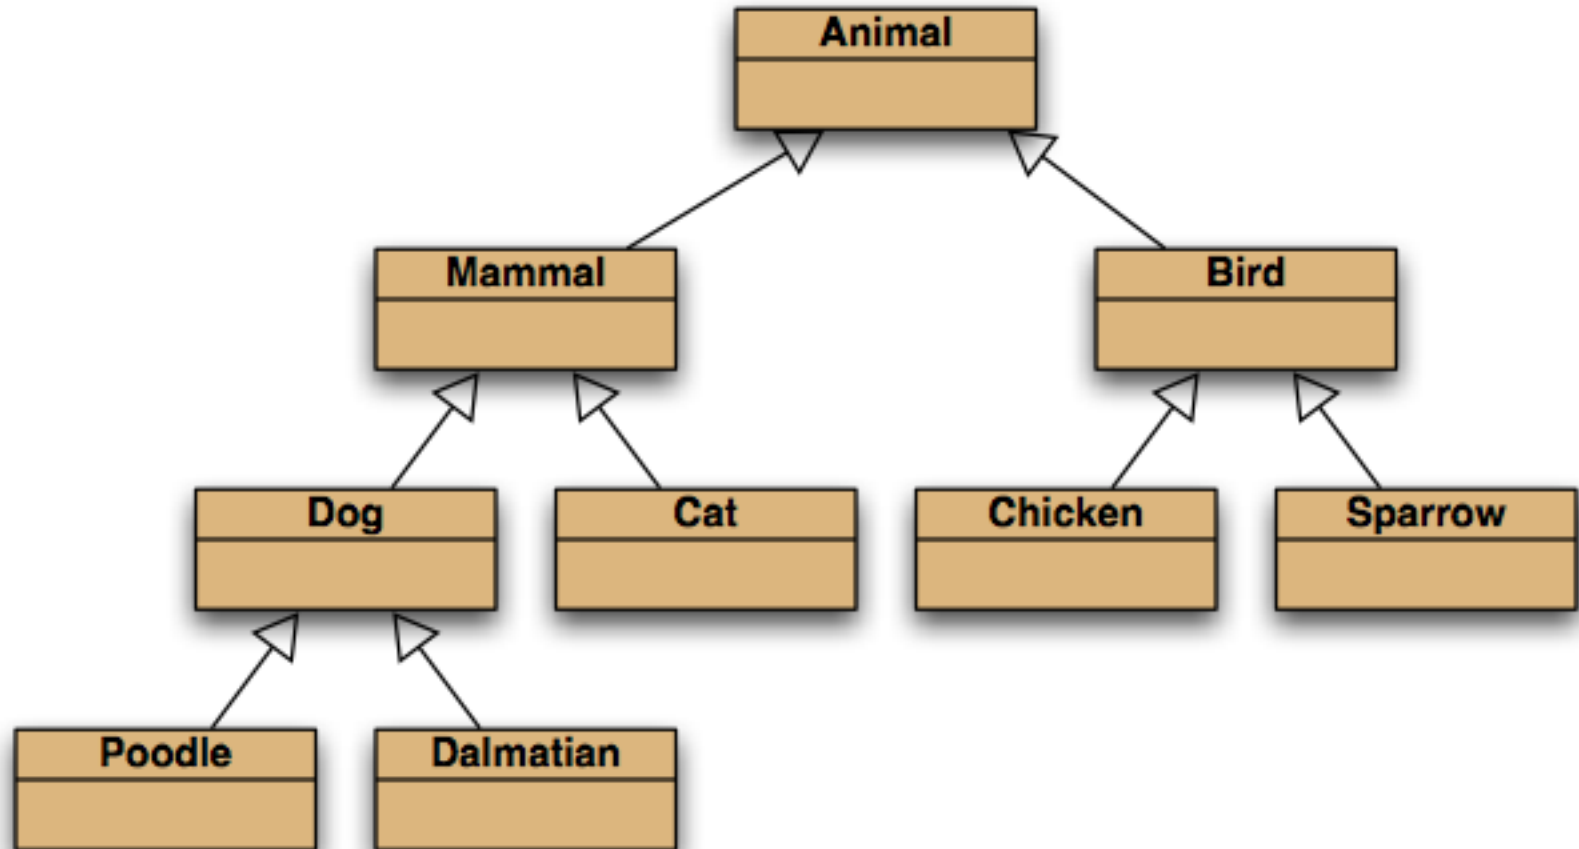 Animal
Mammal
Bird
Dog
Cat
Chicken
Sparrow
Poodle
Dalmatian